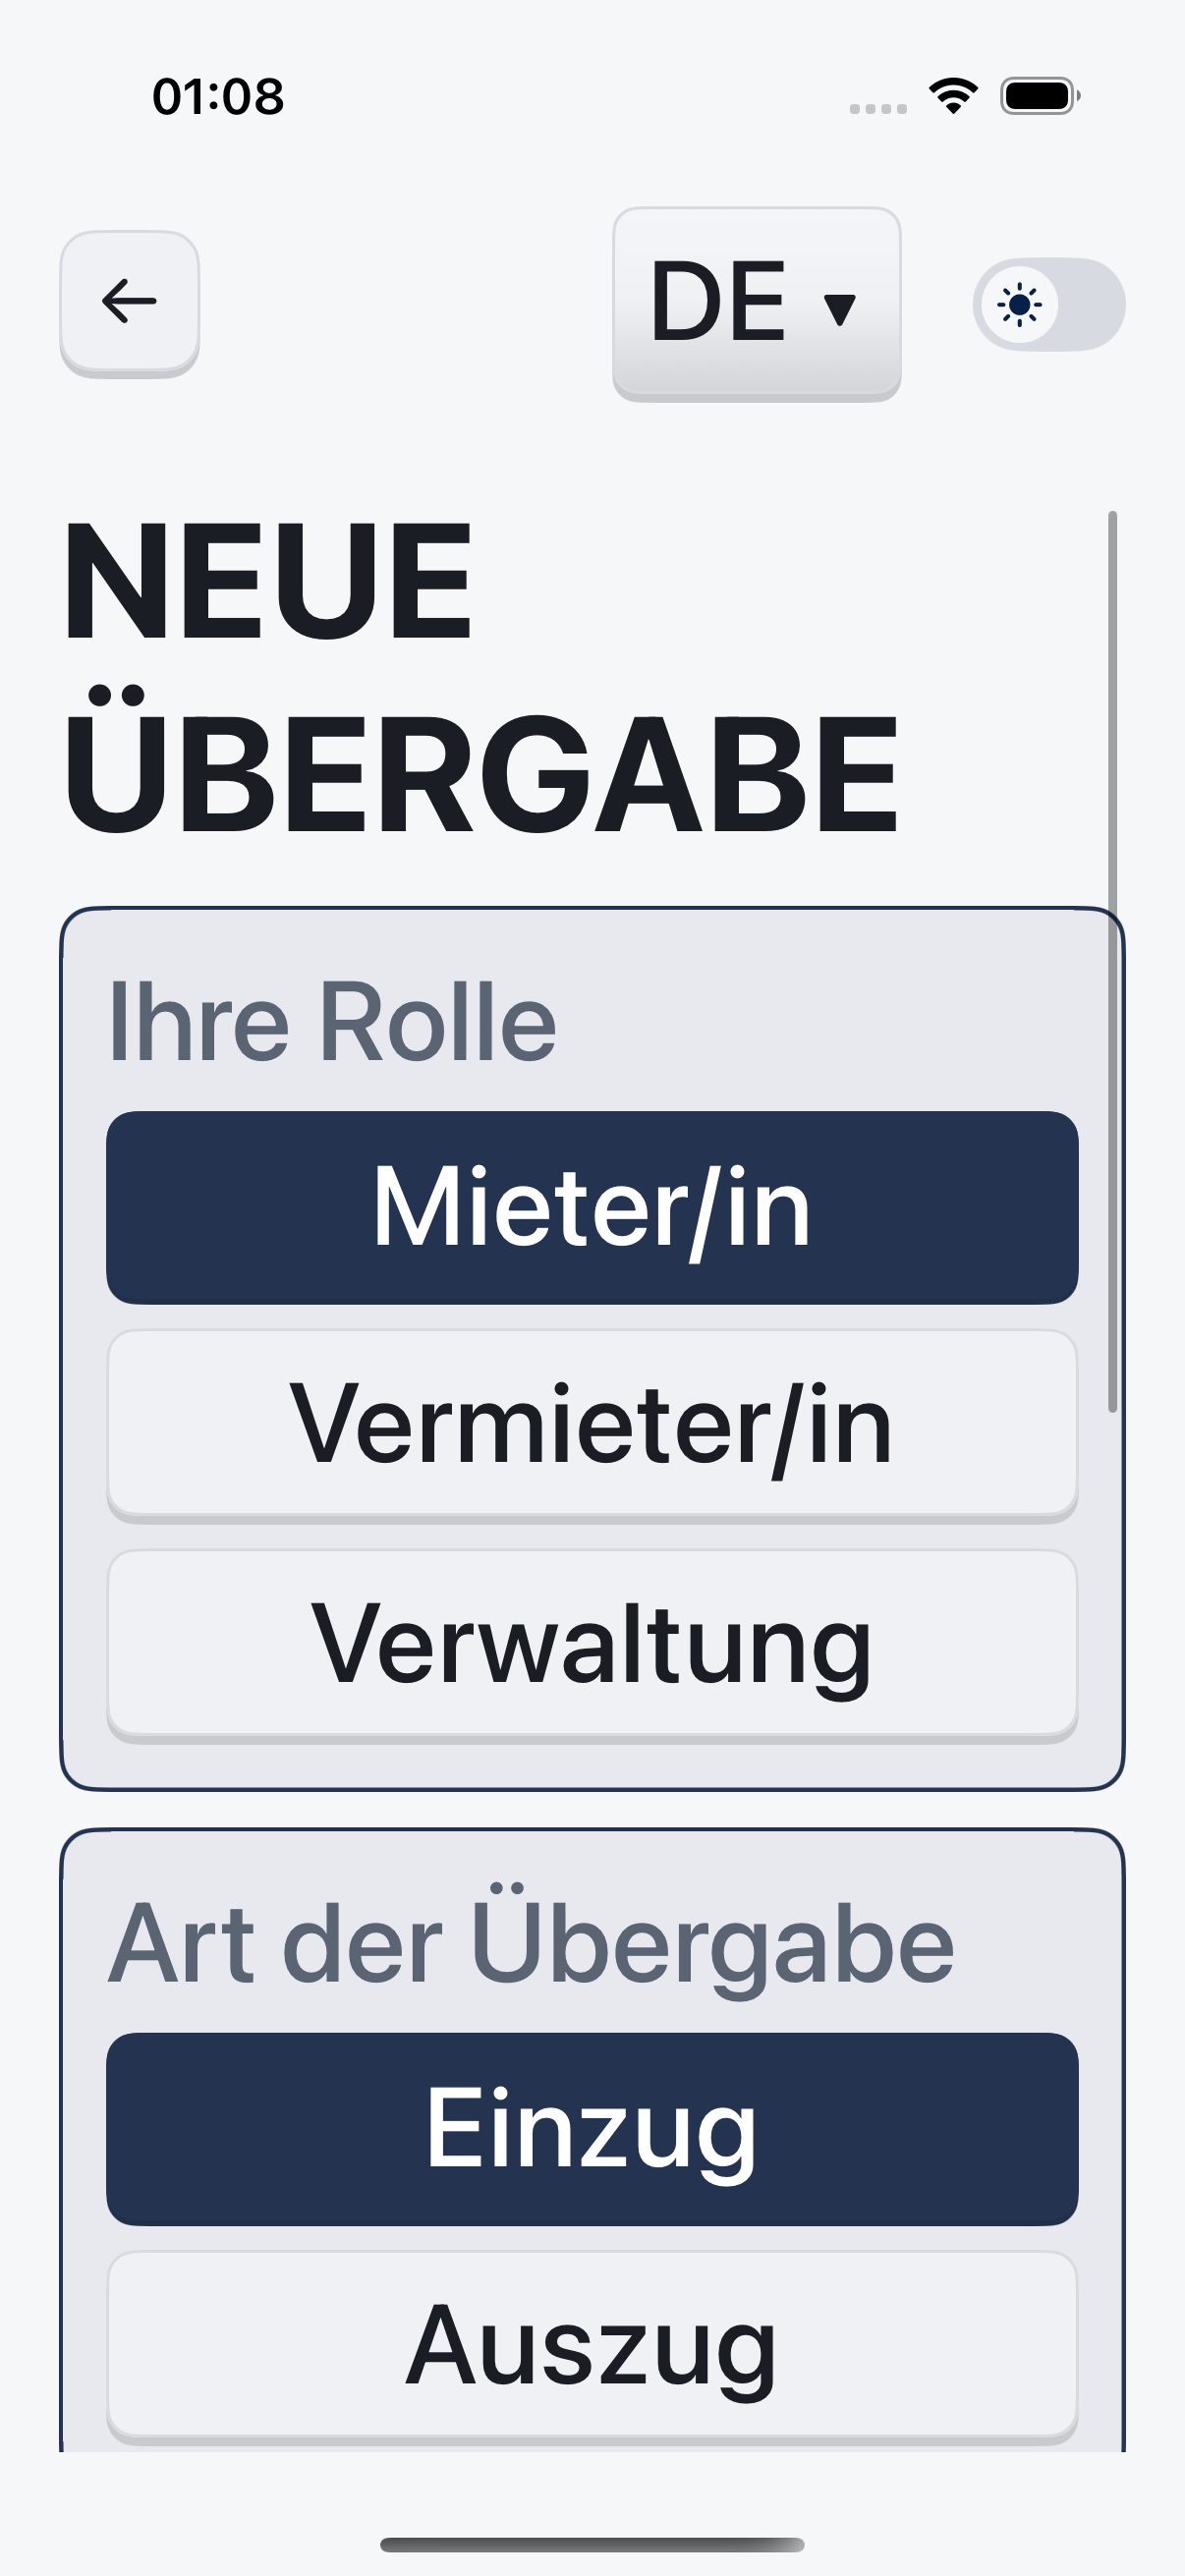 01:08
DE
NEUE
ÜBERGABE
Ihre Rolle
Mieter/in
Vermieter/in
Verwaltung
Art der Übergabe
Einzug
Auszug